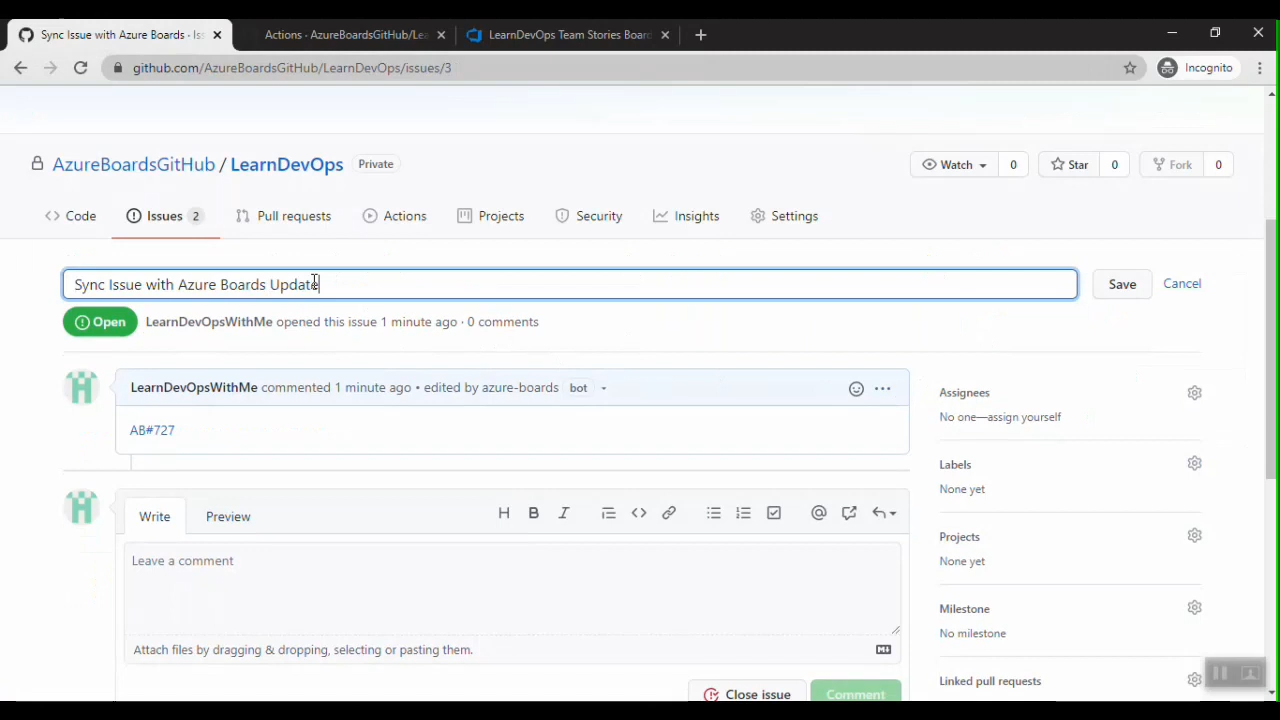 Sync Issue with Azure Boards · Is
Actions · AzureBoardsGitHub/Lea
LearnDevOps Team Stories Board
github.com/AzureBoardsGitHub/LearnDevOps/issues/3
Incognito
AzureBoardsGitHub / LearnDevOps Private
Watch 0 Star 0 Fork 0
Code Issues 2 Pull requests Actions Projects Security Insights Settings
Sync Issue with Azure Boards Update
Save Cancel
Open LearnDevOpsWithMe opened this issue 1 minute ago · 0 comments
LearnDevOpsWithMe commented 1 minute ago • edited by azure-boards bot
AB#727
Assignees
No one—assign yourself
Labels
None yet
Write Preview
Leave a comment
Projects
None yet
Milestone
No milestone
Attach files by dragging & dropping, selecting or pasting them.
Linked pull requests
Close issue Comment